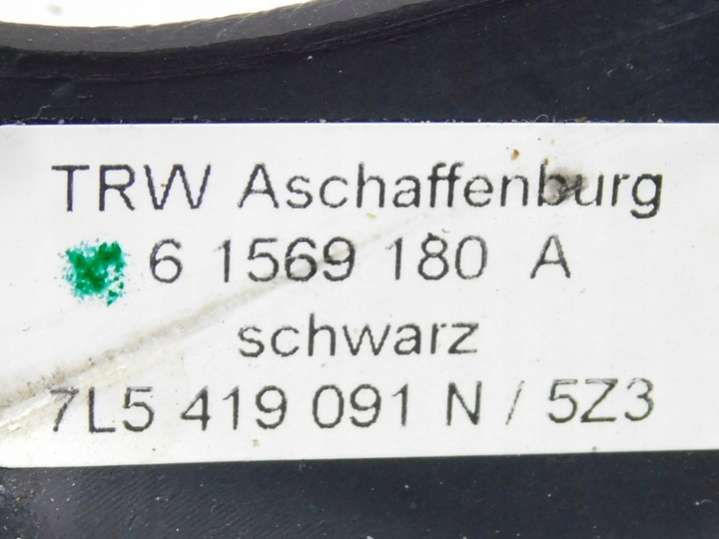 TRW Aschaffenburg
6 1569 180 A
schwarz
7L5 419 091 N / 5Z3